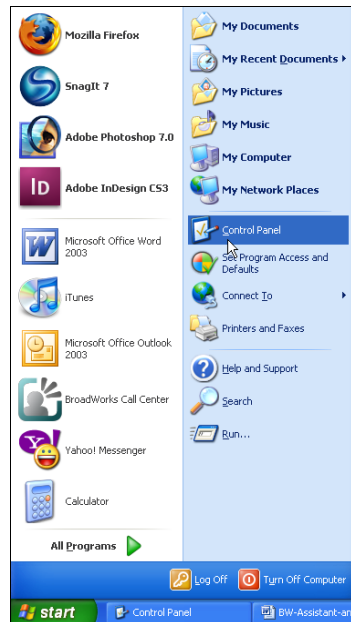 Mozilla Firefox
SnagIt 7
Adobe Photoshop 7.0
ID
Adobe InDesign CS3
W
Microsoft Office Word
2003
iTunes
Microsoft Office Outlook
2003
BroadWorks Call Center
Y!
Yahoo! Messenger
Calculator
All Programs
My Documents
My Recent Documents
My Pictures
My Music
My Computer
My Network Places
Control Panel
Set Program Access and
Defaults
Connect To
Printers and Faxes
?
Help and Support
Search
Run...
Log Off
Turn Off Computer
start
Control Panel
BW-Assistant-an